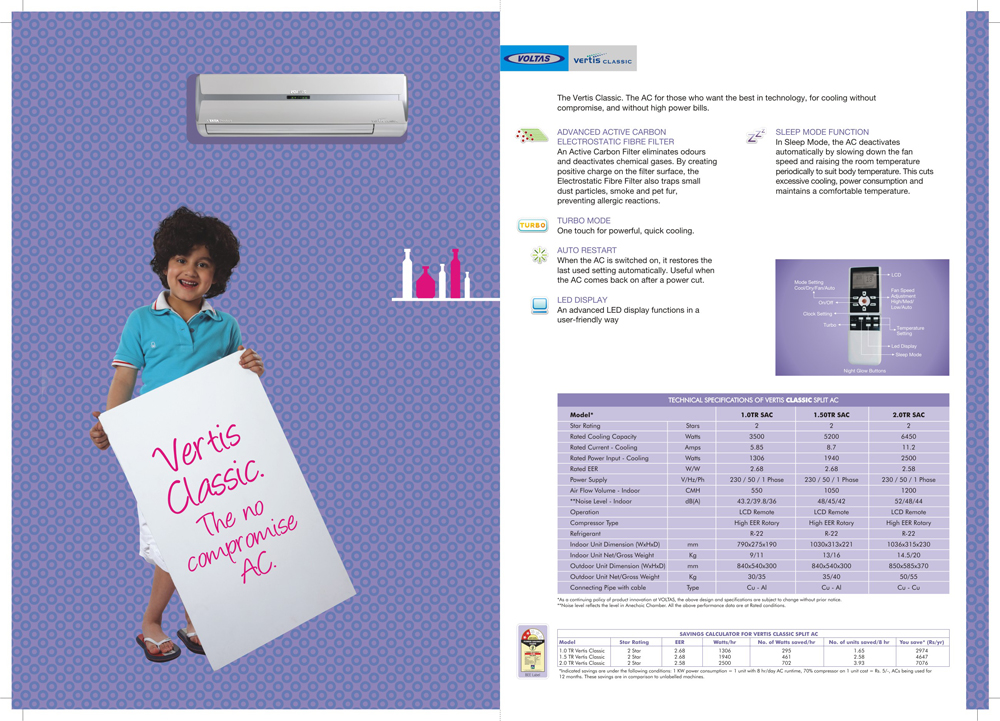 Vertis
Classic.
The no
compromise
AC.
VOLTAS
vertis CLASSIC
The Vertis Classic. The AC for those who want the best in technology, for cooling without
compromise, and without high power bills.
ADVANCED ACTIVE CARBON
ELECTROSTATIC FIBRE FILTER
An Active Carbon Filter eliminates odours
and deactivates chemical gases. By creating
positive charge on the filter surface, the
Electrostatic Fibre Filter also traps small
dust particles, smoke and pet fur,
preventing allergic reactions.
TURBO
TURBO MODE
One touch for powerful, quick cooling.
AUTO RESTART
When the AC is switched on, it restores the
last used setting automatically. Useful when
the AC comes back on after a power cut.
LED DISPLAY
An advanced LED display functions in a
user-friendly way
ZZZ
SLEEP MODE FUNCTION
In Sleep Mode, the AC deactivates
automatically by slowing down the fan
speed and raising the room temperature
periodically to suit body temperature. This cuts
excessive cooling, power consumption and
maintains a comfortable temperature.
Mode Setting
Cool/Dry/Fan/Auto
On/Off
Clock Setting
Turbo
LCD
Fan Speed
Adjustment
High/Med/
Low/Auto
Temperature
Setting
Led Display
Sleep Mode
Night Glow Buttons
TECHNICAL SPECIFICATIONS OF VERTIS CLASSIC SPLIT AC
Model* 1.0TR SAC 1.50TR SAC 2.0TR SAC
Star Rating Stars 2 2 2
Rated Cooling Capacity Watts 3500 5200 6450
Rated Current - Cooling Amps 5.85 8.7 11.2
Rated Power Input - Cooling Watts 1306 1940 2500
Rated EER W/W 2.68 2.68 2.58
Power Supply V/Hz/Ph 230 / 50 / 1 Phase 230 / 50 / 1 Phase 230 / 50 / 1 Phase
Air Flow Volume - Indoor CMH 550 1050 1200
**Noise Level - Indoor dB(A) 43.2/39.8/36 48/45/42 52/48/44
Operation LCD Remote LCD Remote LCD Remote
Compressor Type High EER Rotary High EER Rotary High EER Rotary
Refrigerant R-22 R-22 R-22
Indoor Unit Dimension (WxHxD) mm 790x275x190 1030x313x221 1036x315x230
Indoor Unit Net/Gross Weight Kg 9/11 13/16 14.5/20
Outdoor Unit Dimension (WxHxD) mm 840x540x300 840x540x300 850x585x370
Outdoor Unit Net/Gross Weight Kg 30/35 35/40 50/55
Connecting Pipe with cable Type Cu - Al Cu - Al Cu - Cu
*As a continuing policy of product innovation at VOLTAS, the above design and specifications are subject to change without prior notice.
**Noise level reflects the level in Anechoic Chamber. All the above performance data are at Rated conditions.
BEE Label
SAVINGS CALCULATOR FOR VERTIS CLASSIC SPLIT AC
Model Star Rating EER Watts/hr No. of Watts saved/hr No. of units saved/8 hr You save* (Rs/yr)
1.0 TR Vertis Classic 2 Star 2.68 1306 295 1.65 2974
1.5 TR Vertis Classic 2 Star 2.68 1940 461 2.58 4647
2.0 TR Vertis Classic 2 Star 2.58 2500 702 3.93 7076
*Indicated savings are under the following conditions: 1 KW power consumption = 1 unit with 8 hr/day AC runtime, 70% compressor on 1 unit cost = Rs. 5/-, ACs being used for
12 months. These savings are in comparison to unlabelled machines.